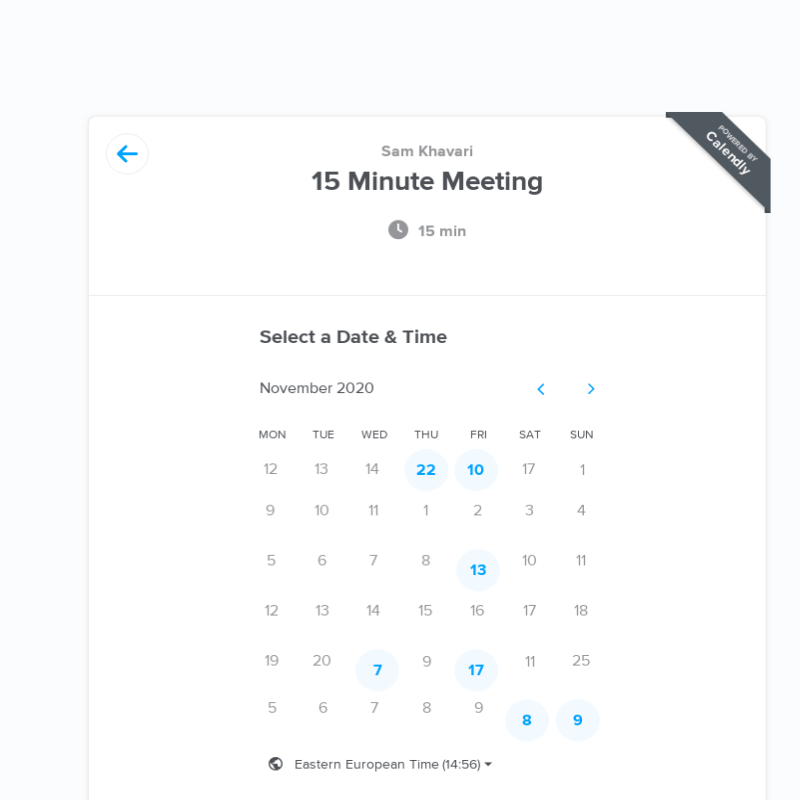 POWERED BY
Calendly
Sam Khavari
15 Minute Meeting
15 min
Select a Date & Time
November 2020
MON TUE WED THU FRI SAT SUN
12 13 14 22 10 17 1
9 10 11 1 2 3 4
5 6 7 8 13 10 11
12 13 14 15 16 17 18
19 20 7 9 17 11 25
5 6 7 8 9 8 9
Eastern European Time (14:56)